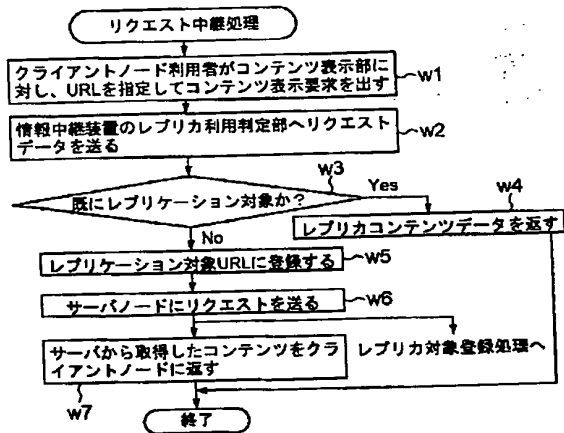 リクエスト中継処理
クライアントノード利用者がコンテンツ表示部に
対し、URLを指定してコンテンツ表示要求を出す
w1
情報中継装置のレプリカ利用判定部へリクエスト
データを送る
w2
w3
既にレプリケーション対象か?
Yes
w4
レプリカコンテンツデータを返す
No
レプリケーション対象URLに登録する
w5
サーバノードにリクエストを送る
w6
サーバから取得したコンテンツをクラ
イアントノードに返す
レプリカ対象登録処理へ
w7
終了